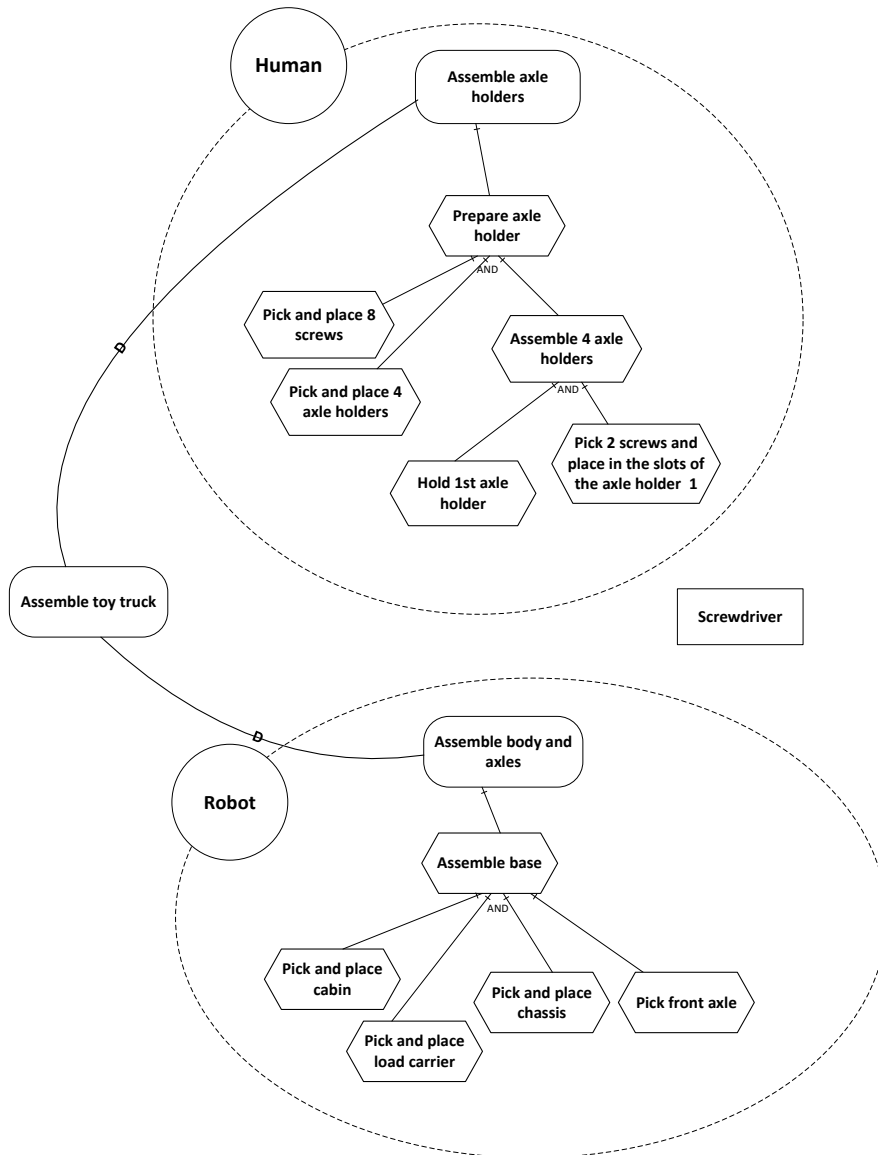 Human
Assemble axle
holders
Prepare axle
holder
AND
Pick and place 8
screws
Assemble 4 axle
holders
D
Pick and place 4
axle holders
AND
Pick 2 screws and
place in the slots of
the axle holder 1
Hold 1st axle
holder
Assemble toy truck
Screwdriver
D
Assemble body and
axles
Robot
Assemble base
AND
Pick and place
cabin
Pick and place
chassis
Pick front axle
Pick and place
load carrier